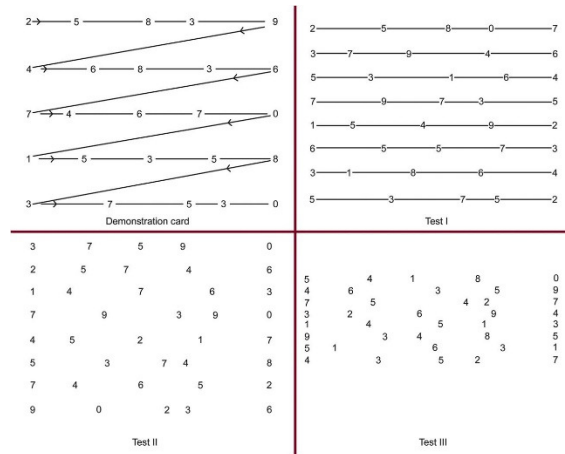 2 5 8 3 9
4 6 8 3 6
7 4 6 7 0
1 5 3 5 8
3 7 5 3 0
Demonstration card
2 5 8 0 7
3 7 9 4 6
5 3 1 6 4
7 9 7 3 5
1 5 4 9 2
6 5 5 7 3
3 1 8 6 4
5 3 7 5 2
Test I
3 7 5 9 0
2 5 7 4 6
1 4 7 6 3
7 9 3 9 0
4 5 2 1 7
5 3 7 4 8
7 4 6 5 2
9 0 2 3 6
Test II
5 4 1 8 0
4 6 3 5 9
7 5 4 2 7
3 2 6 9 4
1 4 5 1 3
9 3 4 8 5
5 1 6 3 1
4 3 5 2 7
Test III